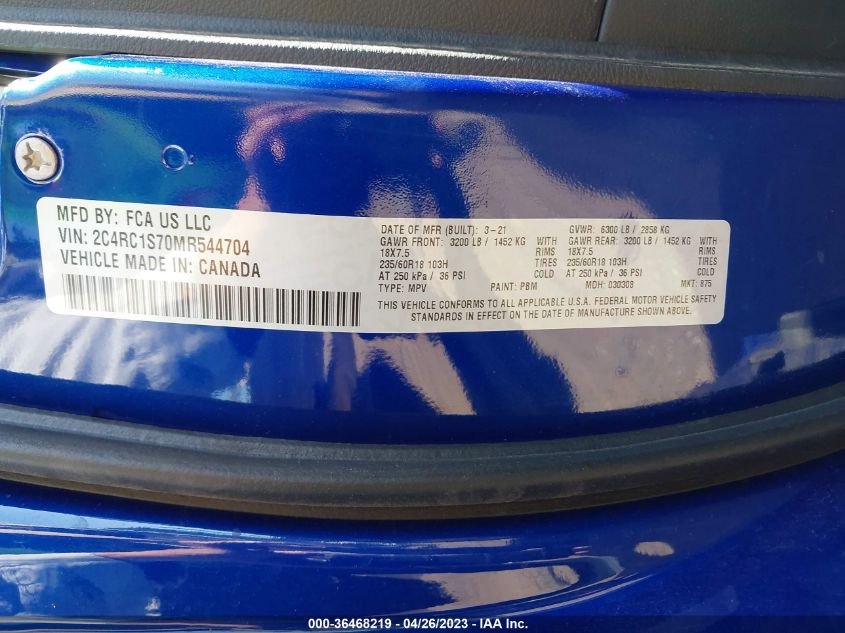 MFD BY: FCA US LLC
VIN: 2C4RC1S70MR544704
VEHICLE MADE IN: CANADA
DATE OF MFR (BUILT): 3-21 GVWR: 6300 LB / 2858 KG
GAWR FRONT: 3200 LB / 1452 KG WITH GAWR REAR: 3200 LB / 1452 KG WITH
18X7.5 RIMS 18X7.5 RIMS
235/60R18 103H TIRES 235/60R18 103H TIRES
AT 250 kPa / 36 PSI COLD AT 250 kPa / 36 PSI COLD
TYPE: MPV PAINT: PBM MDH: 030308 MKT: 875
THIS VEHICLE CONFORMS TO ALL APPLICABLE U.S.A. FEDERAL MOTOR VEHICLE SAFETY
STANDARDS IN EFFECT ON THE DATE OF MANUFACTURE SHOWN ABOVE.
000-36468219 - 04/26/2023 - IAA Inc.